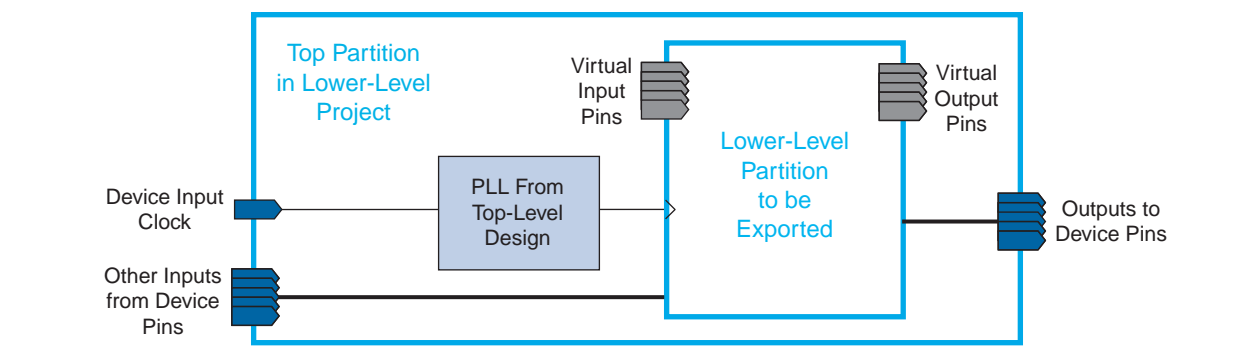 Top Partition
in Lower-Level
Project
Virtual
Input
Pins
Virtual
Output
Pins
Lower-Level
Partition
to be
Exported
PLL From
Top-Level
Design
Device Input
Clock
Outputs to
Device Pins
Other Inputs
from Device
Pins